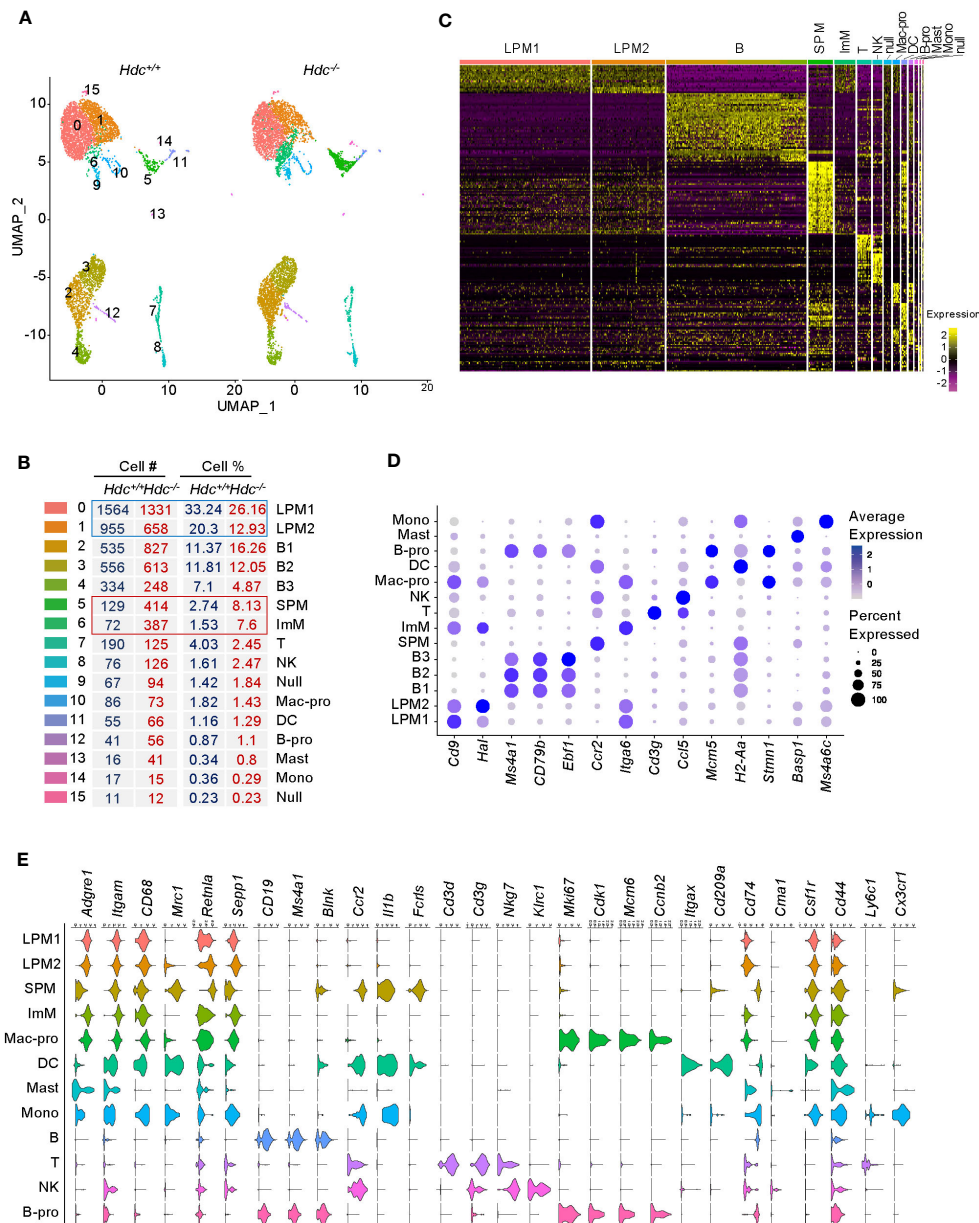 A
Hdc+/+ Hdc-/-
15
0 1
14
6 10 11
9 5
13
3
2
12 7
8
4
10
5
0
-5
-10
0 10 20 0 10 20
UMAP_2
UMAP_1
C
LPM1 LPM2 B SPM ImM T NK null Mac-pro DC B-pro Mast Mono null
Expression
2
1
0
-1
-2
B
Cell # Cell %
Hdc+/+ Hdc-/- Hdc+/+ Hdc-/-
0 1564 1331 33.24 26.16 LPM1
1 955 658 20.3 12.93 LPM2
2 535 827 11.37 16.26 B1
3 556 613 11.81 12.05 B2
4 334 248 7.1 4.87 B3
5 129 414 2.74 8.13 SPM
6 72 387 1.53 7.6 ImM
7 190 125 4.03 2.45 T
8 76 126 1.61 2.47 NK
9 67 94 1.42 1.84 Null
10 86 73 1.82 1.43 Mac-pro
11 55 66 1.16 1.29 DC
12 41 56 0.87 1.1 B-pro
13 16 41 0.34 0.8 Mast
14 17 15 0.36 0.29 Mono
15 11 12 0.23 0.23 Null
D
Mono
Mast
B-pro
DC
Mac-pro
NK
T
ImM
SPM
B3
B2
B1
LPM2
LPM1
Cd9 Hal Ms4a1 CD79b Ebf1 Ccr2 Itga6 Cd3g Ccl5 Mcm5 H2-Aa Stmn1 Basp1 Ms4a6c
Average
Expression
2
1
0
-1
Percent
Expressed
0
25
50
75
100
E
Adgre1 Itgam CD68 Mrc1 Retnla Sepp1 CD19 Ms4a1 Blnk Ccr2 Il1b Fcrls Cd3d Cd3g Nkg7 Klrc1 Mki67 Cdk1 Mcm6 Ccnb2 Itgax Cd209a Cd74 Cma1 Csf1r Cd44 Ly6c1 Cx3cr1
LPM1
LPM2
SPM
ImM
Mac-pro
DC
Mast
Mono
B
T
NK
B-pro